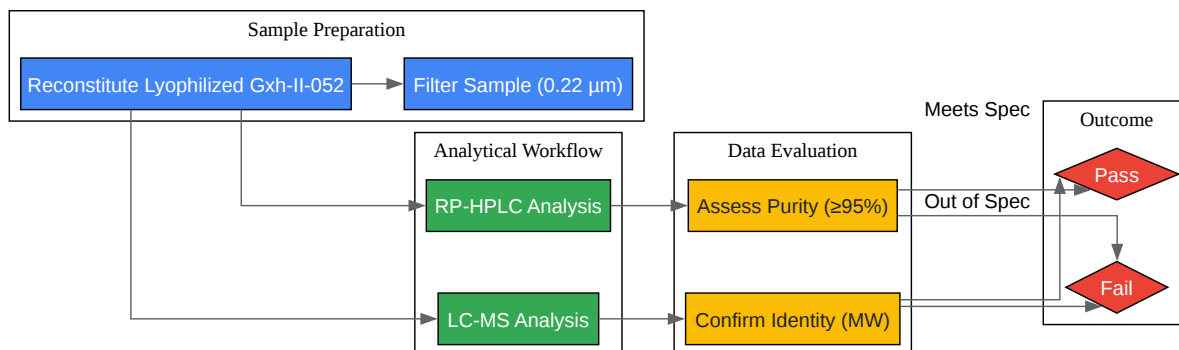 Sample Preparation
Reconstitute Lyophilized Gxh-II-052
Filter Sample (0.22 µm)
Meets Spec
Outcome
Analytical Workflow
Data Evaluation
Pass
RP-HPLC Analysis
Assess Purity (≥95%)
Out of Spec
Fail
LC-MS Analysis
Confirm Identity (MW)